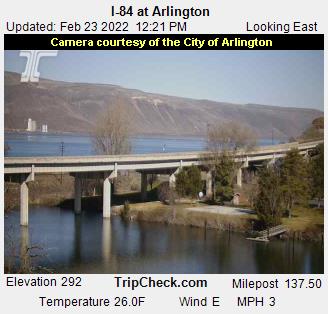 I-84 at Arlington
Updated: Feb 23 2022 12:21 PM Looking East
Camera courtesy of the City of Arlington
Elevation 292 TripCheck.com Milepost 137.50
Temperature 26.0F Wind E MPH 3